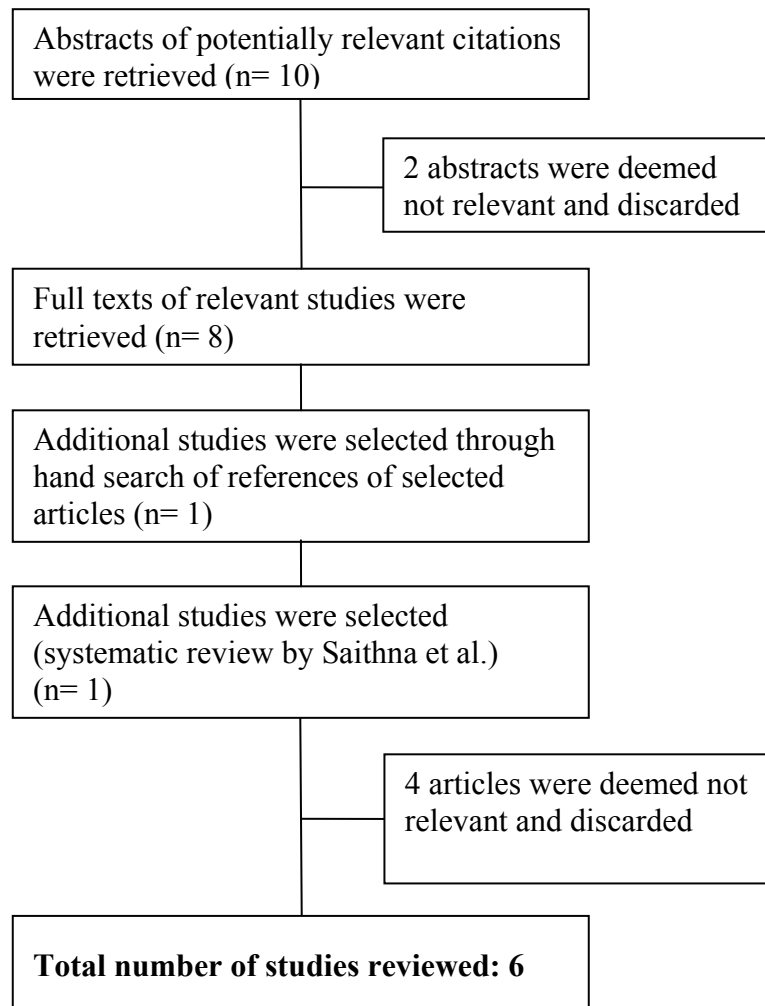 Abstracts of potentially relevant citations
were retrieved (n= 10)
2 abstracts were deemed
not relevant and discarded
Full texts of relevant studies were
retrieved (n= 8)
Additional studies were selected through
hand search of references of selected
articles (n= 1)
Additional studies were selected
(systematic review by Saithna et al.)
(n= 1)
4 articles were deemed not
relevant and discarded
Total number of studies reviewed: 6